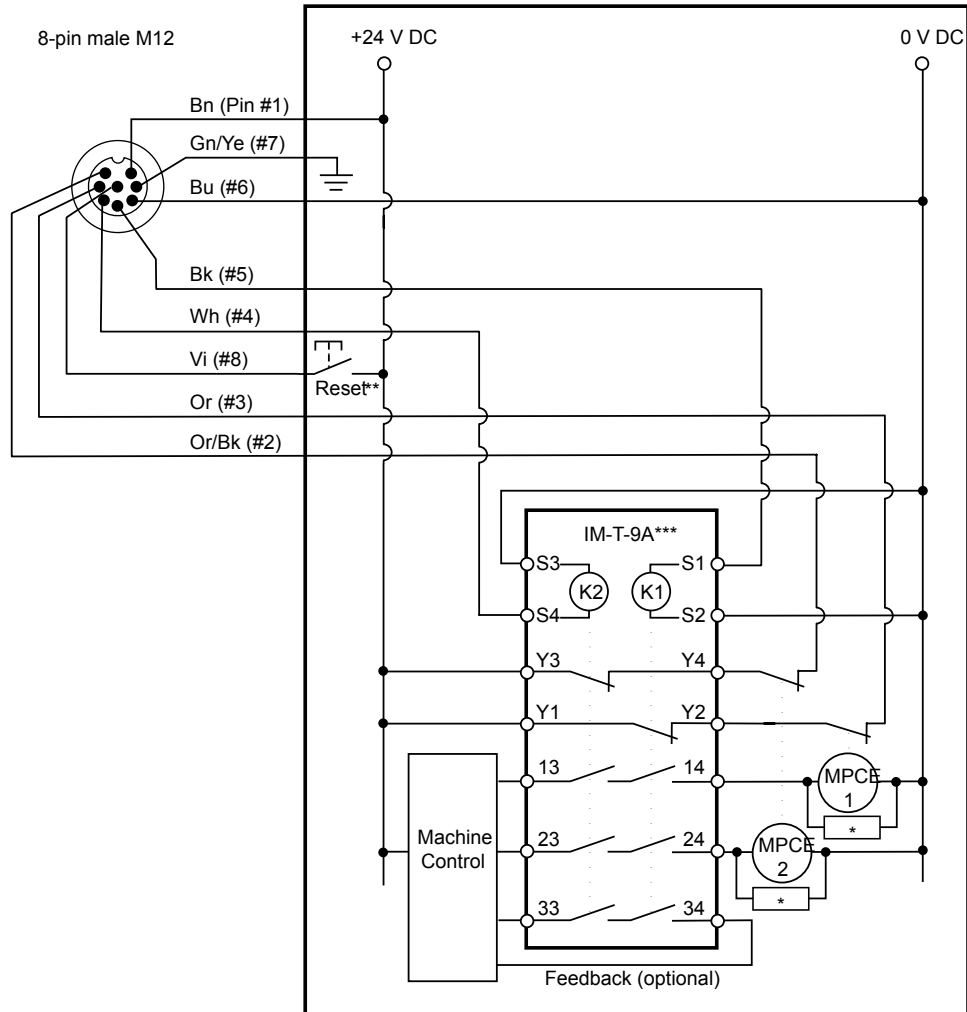 8-pin male M12
+24 V DC
0 V DC
Bn (Pin #1)
Gn/Ye (#7)
Bu (#6)
Bk (#5)
Wh (#4)
Vi (#8)
Reset**
Or (#3)
Or/Bk (#2)
IM-T-9A***
S3
S1
K2
K1
S4
S2
Y3
Y4
Y1
Y2
13
14
MPCE
1
*
Machine
Control
23
24
MPCE
2
*
33
34
Feedback (optional)